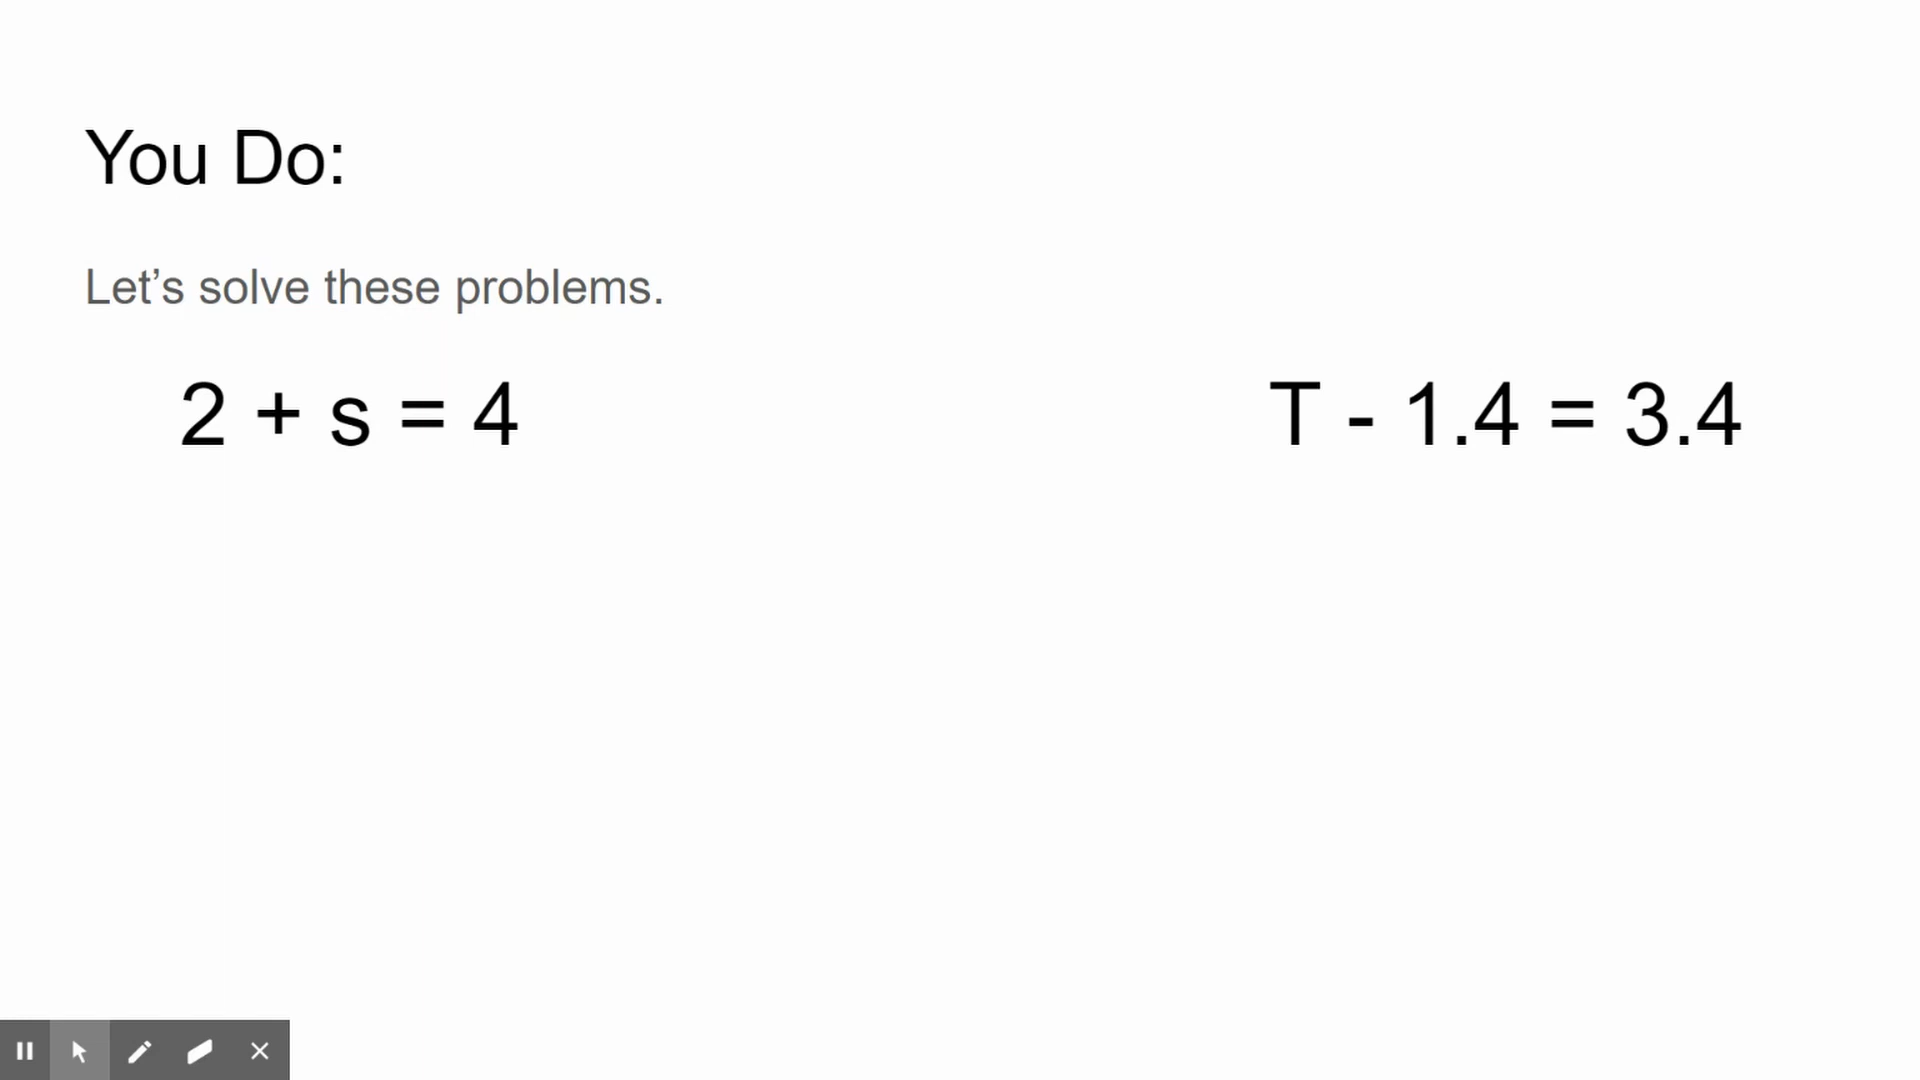 You Do:
Let’s solve these problems.
2 + s = 4
T - 1.4 = 3.4